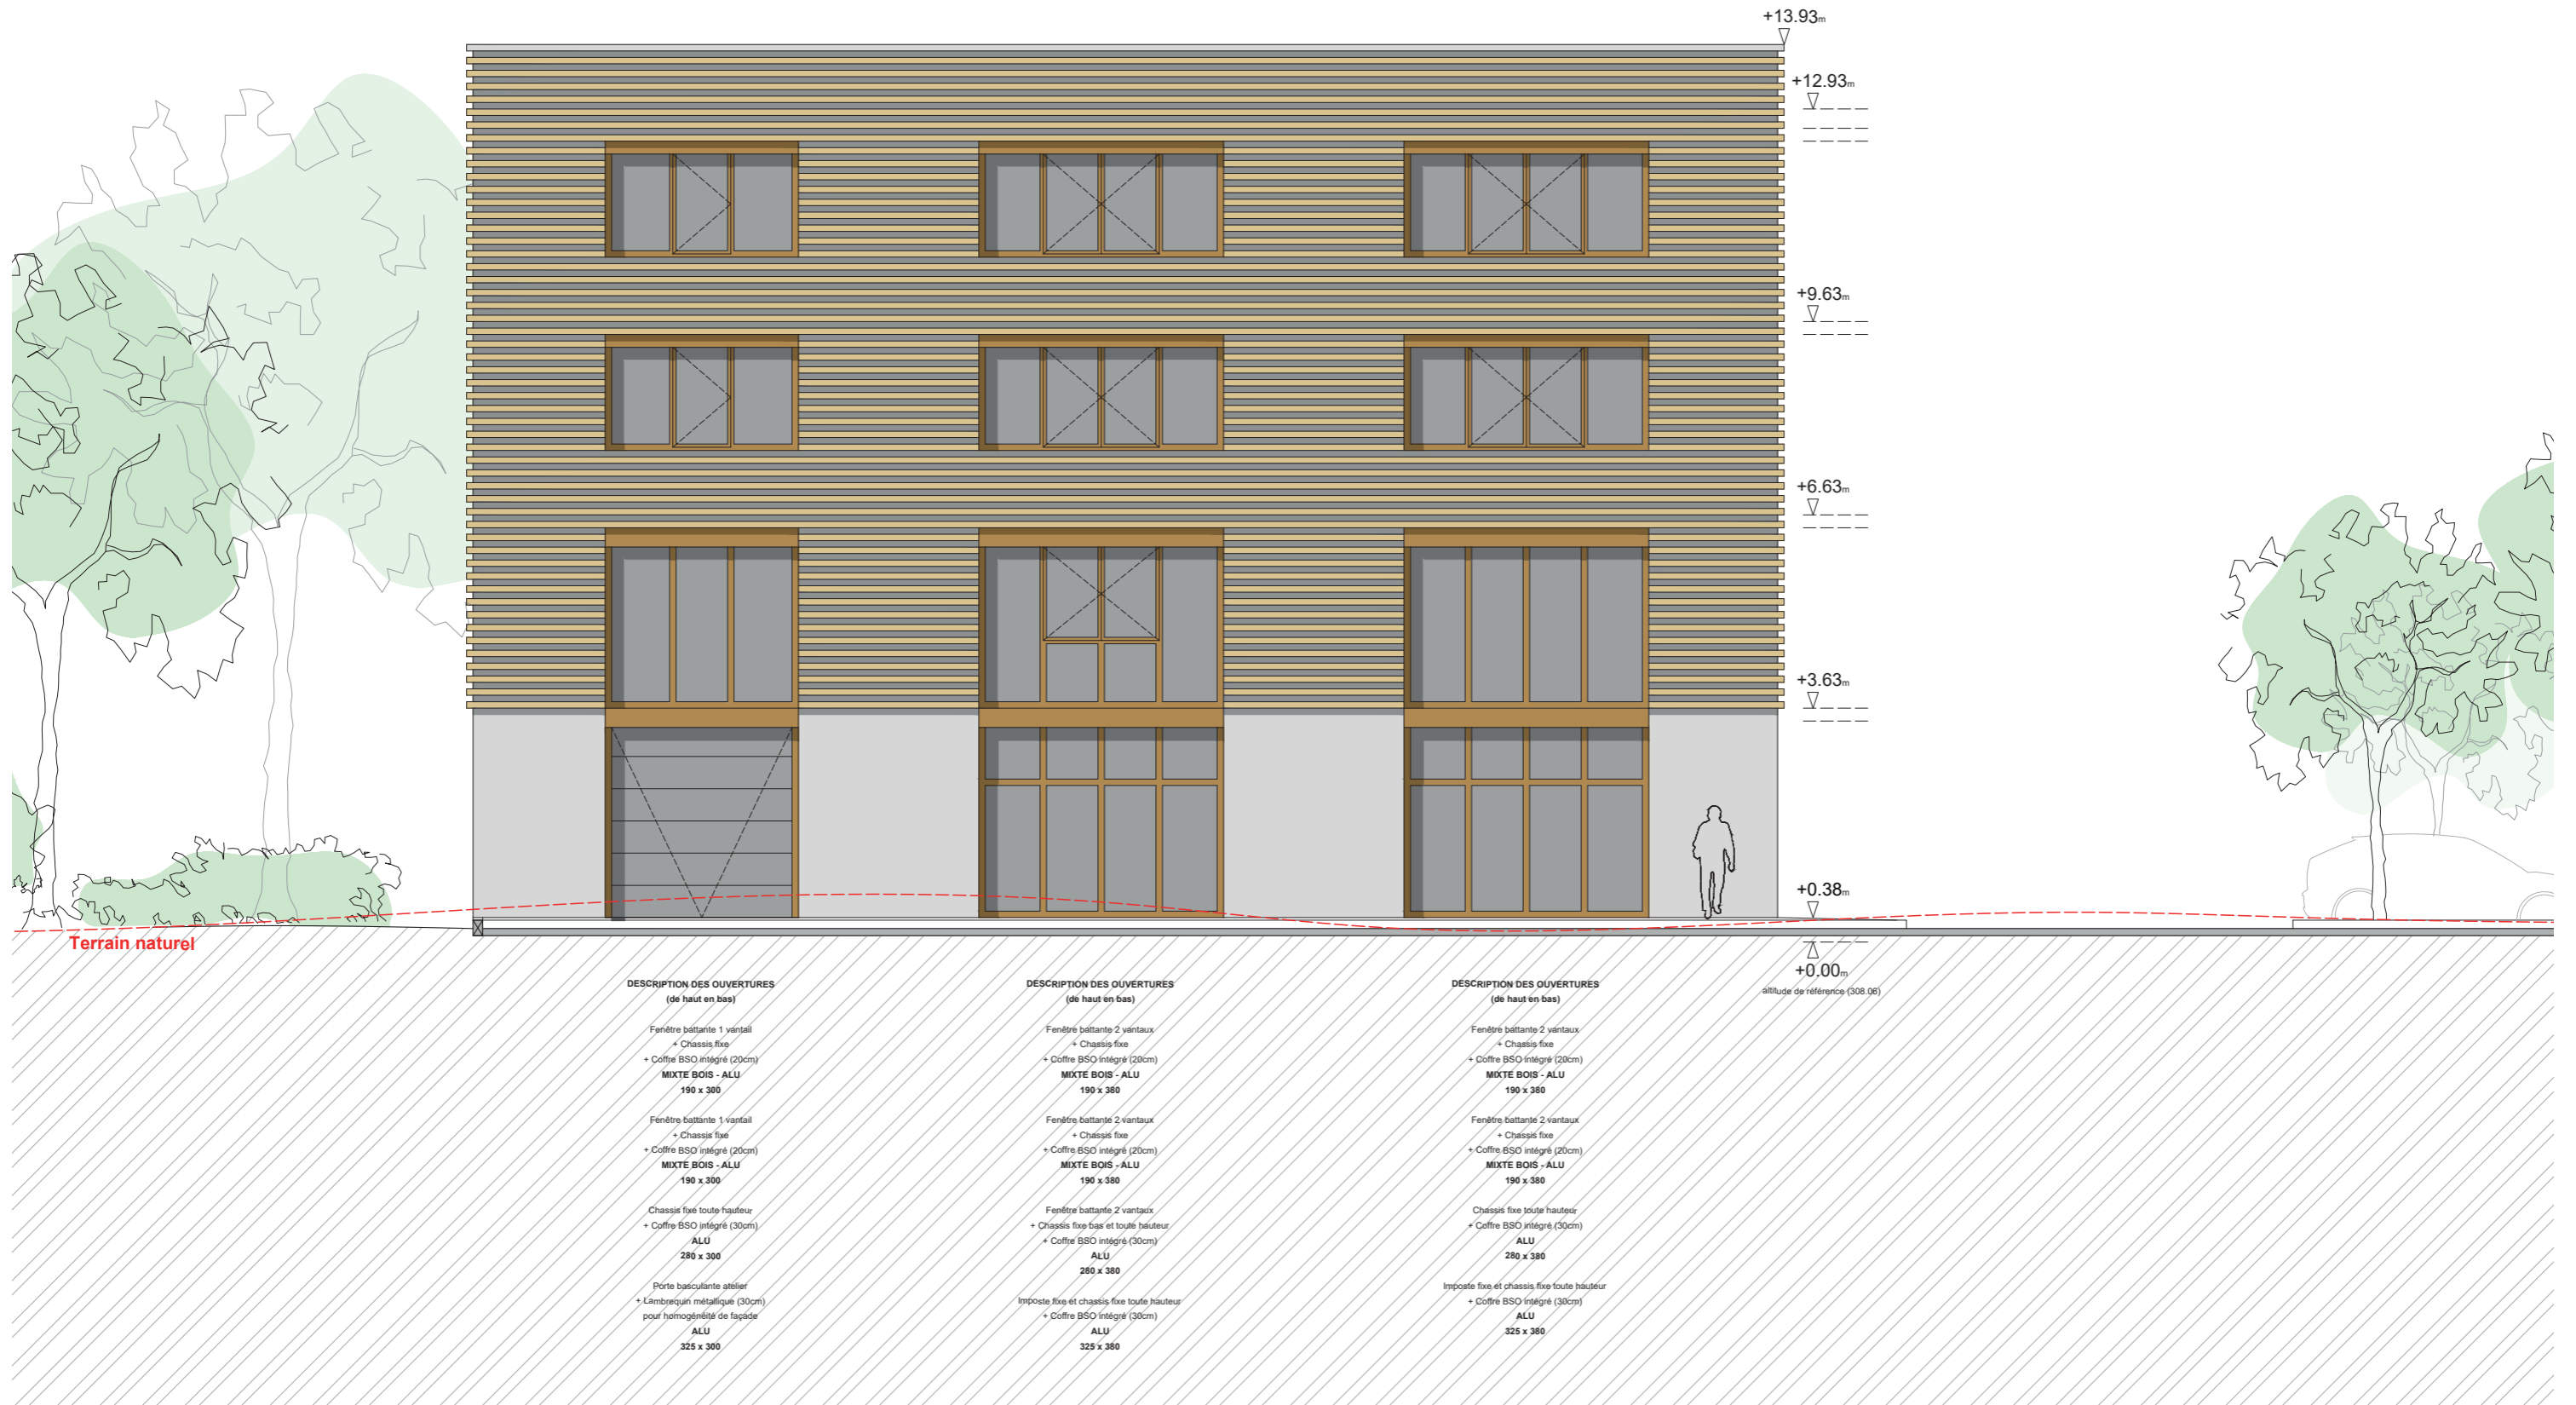 +13.93m
+12.93m
+9.63m
+6.63m
+3.63m
+0.38m
Terrain naturel
+0.00m
altitude de référence (308.06)
DESCRIPTION DES OUVERTURES
(de haut en bas)
Fenêtre battante 1 vantail
+ Chassis fixe
+ Coffre BSO intégré (20cm)
MIXTE BOIS - ALU
190 x 300
Fenêtre battante 1 vantail
+ Chassis fixe
+ Coffre BSO intégré (20cm)
MIXTE BOIS - ALU
190 x 300
Chassis fixe toute hauteur
+ Coffre BSO intégré (30cm)
ALU
280 x 300
Porte basculante atelier
+ Lambrequin métallique (30cm)
pour homogénéité de façade
ALU
325 x 300
DESCRIPTION DES OUVERTURES
(de haut en bas)
Fenêtre battante 2 vantaux
+ Chassis fixe
+ Coffre BSO intégré (20cm)
MIXTE BOIS - ALU
190 x 380
Fenêtre battante 2 vantaux
+ Chassis fixe
+ Coffre BSO intégré (20cm)
MIXTE BOIS - ALU
190 x 380
Fenêtre battante 2 vantaux
+ Chassis fixe bas et toute hauteur
+ Coffre BSO intégré (30cm)
ALU
280 x 380
Imposte fixe et chassis fixe toute hauteur
+ Coffre BSO intégré (30cm)
ALU
325 x 380
DESCRIPTION DES OUVERTURES
(de haut en bas)
Fenêtre battante 2 vantaux
+ Chassis fixe
+ Coffre BSO intégré (20cm)
MIXTE BOIS - ALU
190 x 380
Fenêtre battante 2 vantaux
+ Chassis fixe
+ Coffre BSO intégré (20cm)
MIXTE BOIS - ALU
190 x 380
Chassis fixe toute hauteur
+ Coffre BSO intégré (30cm)
ALU
280 x 380
Imposte fixe et chassis fixe toute hauteur
+ Coffre BSO intégré (30cm)
ALU
325 x 380